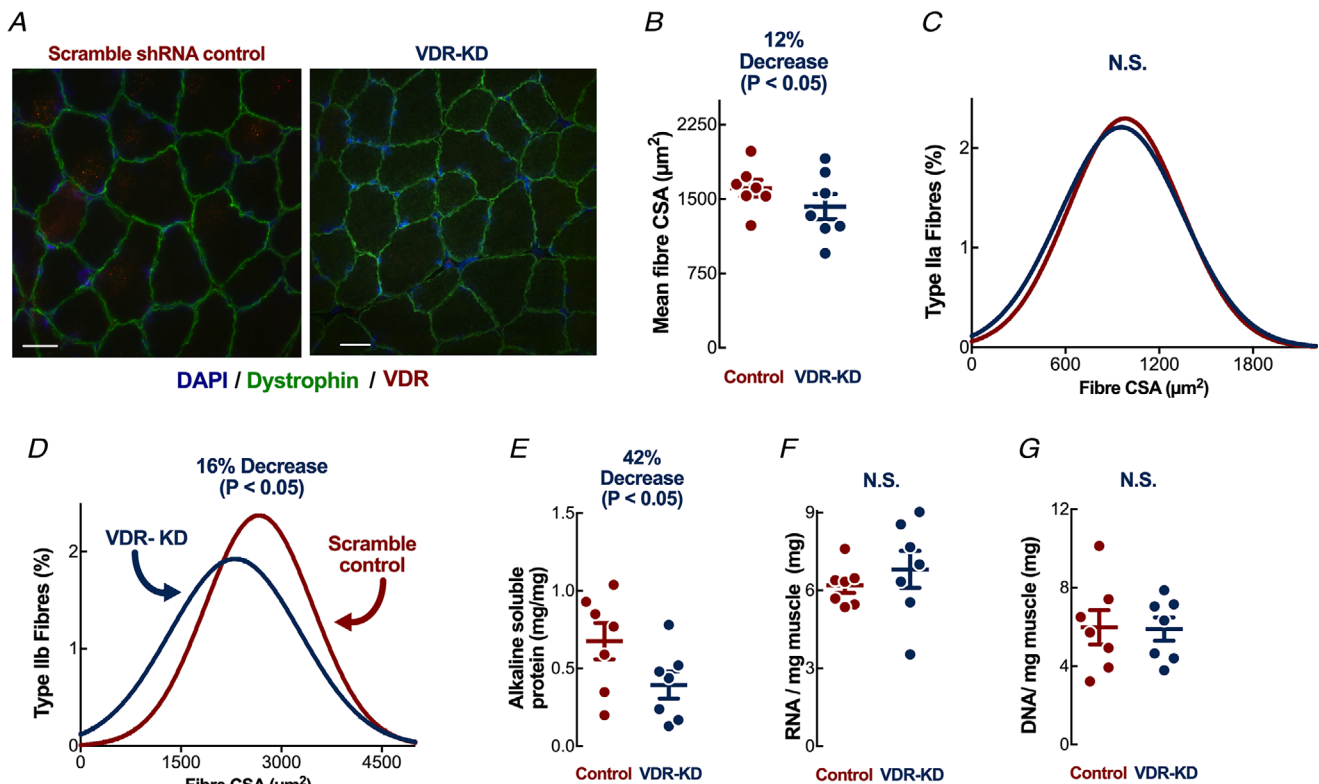 A
Scramble shRNA control
VDR-KD
DAPI / Dystrophin / VDR
B
12%
Decrease
(P < 0.05)
Mean fibre CSA (µm²)
2250
1500
750
0
Control
VDR-KD
C
N.S.
Type IIa Fibres (%)
2
1
0
0
600
1200
1800
Fibre CSA (µm²)
D
16% Decrease
(P < 0.05)
VDR- KD
Scramble
control
Type IIb Fibres (%)
2
1
0
0
1500
3000
4500
Fibre CSA (µm²)
E
42%
Decrease
(P < 0.05)
Alkaline soluble
protein (mg/mg)
1.5
1.0
0.5
0.0
Control
VDR-KD
F
N.S.
RNA/ mg muscle (mg)
9
6
3
0
Control
VDR-KD
G
N.S.
DNA/ mg muscle (mg)
12
8
4
0
Control
VDR-KD